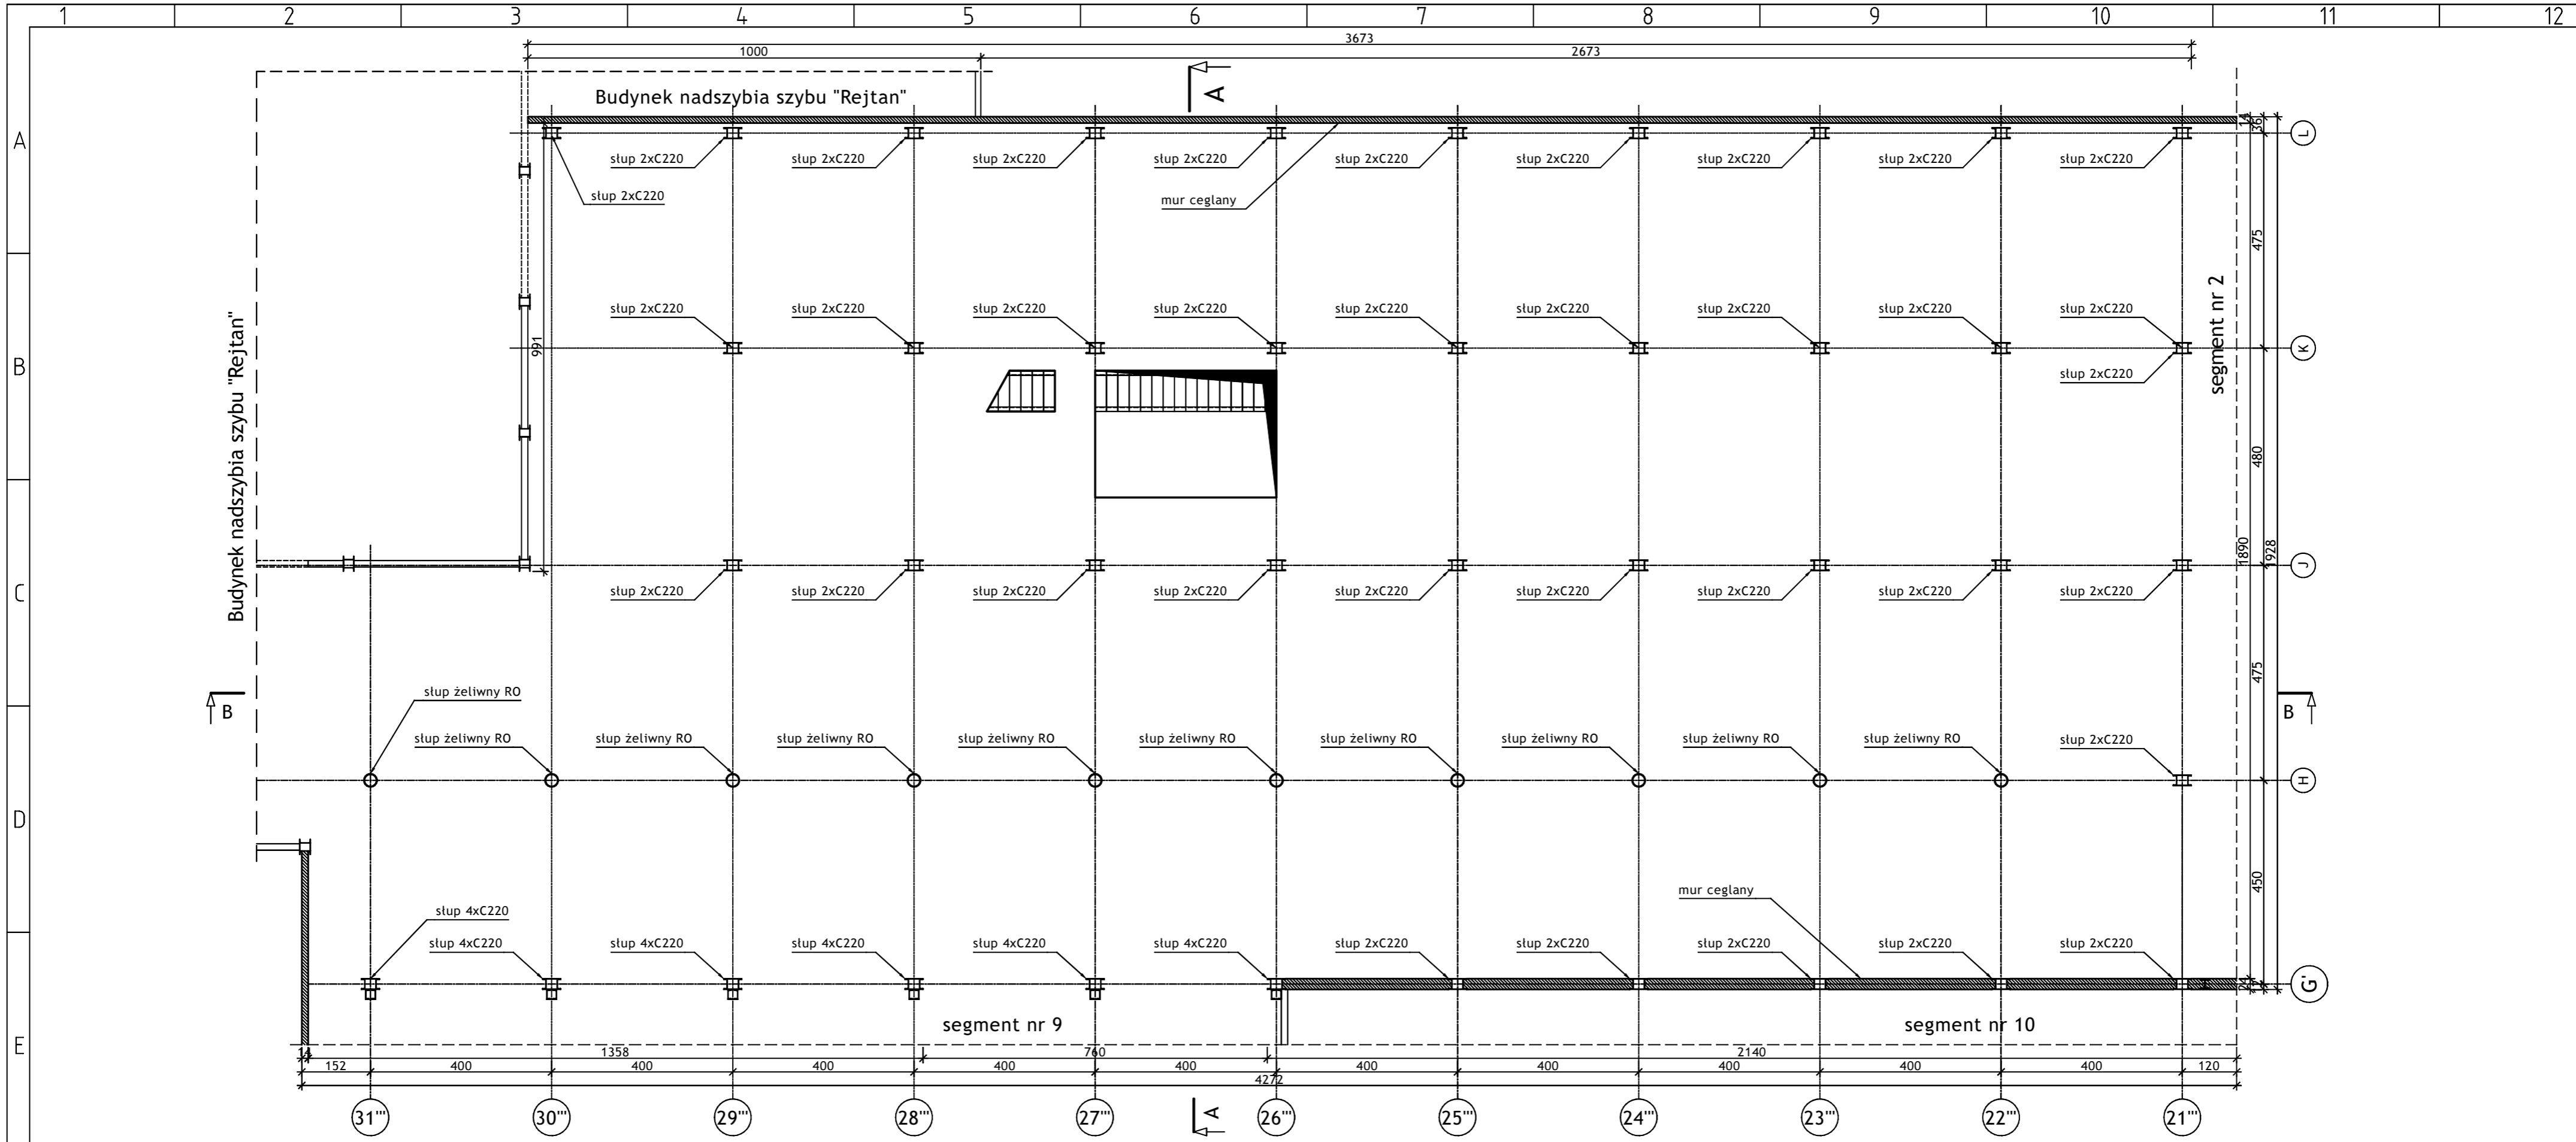 1 2 3 4 5 6 7 8 9 10 11 12
3673
1000 2673
Budynek nadszybia szybu "Rejtan"
A
A
L
14
36
słup 2xC220 słup 2xC220 słup 2xC220 słup 2xC220 słup 2xC220 słup 2xC220 słup 2xC220 słup 2xC220 słup 2xC220
słup 2xC220
mur ceglany
475
B
słup 2xC220 słup 2xC220 słup 2xC220 słup 2xC220 słup 2xC220 słup 2xC220 słup 2xC220 słup 2xC220 słup 2xC220
segment nr 2
991
K
słup 2xC220
Budynek nadszybia szybu "Rejtan"
480
1890
1928
J
C
słup 2xC220 słup 2xC220 słup 2xC220 słup 2xC220 słup 2xC220 słup 2xC220 słup 2xC220 słup 2xC220 słup 2xC220
475
słup żeliwny RO
B B
słup żeliwny RO słup żeliwny RO słup żeliwny RO słup żeliwny RO słup żeliwny RO słup żeliwny RO słup żeliwny RO słup żeliwny RO słup żeliwny RO słup 2xC220
H
D
450
mur ceglany
słup 4xC220
słup 4xC220 słup 4xC220 słup 4xC220 słup 4xC220 słup 4xC220 słup 2xC220 słup 2xC220 słup 2xC220 słup 2xC220 słup 2xC220
G'
segment nr 9 segment nr 10
E
14 1358 760 2140
152 400 400 400 400 400 400 400 400 400 400 120
4272
A
31''' 30''' 29''' 28''' 27''' 26''' 25''' 24''' 23''' 22''' 21'''